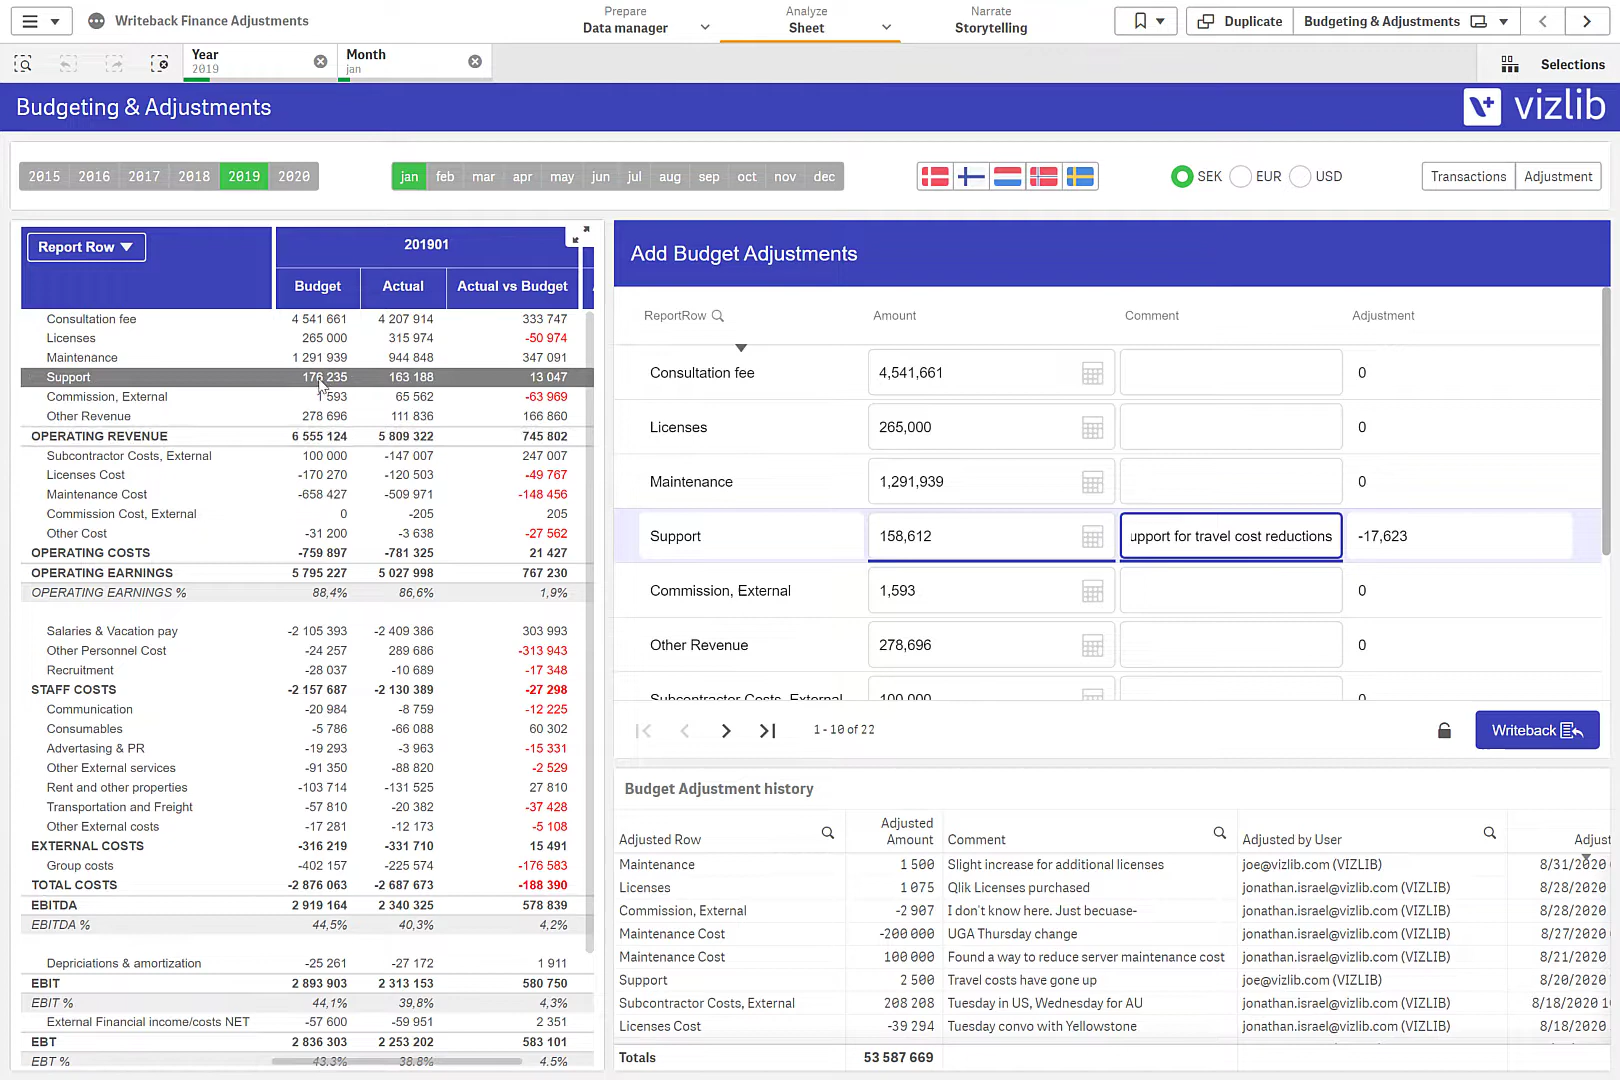 Writeback Finance Adjustments
Prepare
Data manager
Analyze
Sheet
Narrate
Storytelling
Duplicate
Budgeting & Adjustments
Year
2019
Month
jan
Selections
Budgeting & Adjustments
vizlib
2015 2016 2017 2018 2019 2020
jan feb mar apr may jun jul aug sep oct nov dec
SEK EUR USD
Transactions Adjustment
Report Row
201901
Budget Actual Actual vs Budget
Consultation fee 4 541 661 4 207 914 333 747
Licenses 265 000 315 974 -50 974
Maintenance 1 291 939 944 848 347 091
Support 176 235 163 188 13 047
Commission, External 1 593 65 562 -63 969
Other Revenue 278 696 111 836 166 860
OPERATING REVENUE 6 555 124 5 809 322 745 802
Subcontractor Costs, External 100 000 -147 007 247 007
Licenses Cost -170 270 -120 503 -49 767
Maintenance Cost -658 427 -509 971 -148 456
Commission Cost, External 0 -205 205
Other Cost -31 200 -3 638 -27 562
OPERATING COSTS -759 897 -781 325 21 427
OPERATING EARNINGS 5 795 227 5 027 998 767 230
OPERATING EARNINGS % 88,4% 86,6% 1,9%
Salaries & Vacation pay -2 105 393 -2 409 386 303 993
Other Personnel Cost -24 257 289 686 -313 943
Recruitment -28 037 -10 689 -17 348
STAFF COSTS -2 157 687 -2 130 389 -27 298
Communication -20 984 -8 759 -12 225
Consumables -5 786 -66 088 60 302
Advertasing & PR -19 293 -3 963 -15 331
Other External services -91 350 -88 820 -2 529
Rent and other properties -103 714 -131 525 27 810
Transportation and Freight -57 810 -20 382 -37 428
Other External costs -17 281 -12 173 -5 108
EXTERNAL COSTS -316 219 -331 710 15 491
Group costs -402 157 -225 574 -176 583
TOTAL COSTS -2 876 063 -2 687 673 -188 390
EBITDA 2 919 164 2 340 325 578 839
EBITDA % 44,5% 40,3% 4,2%
Depriciations & amortization -25 261 -27 172 1 911
EBIT 2 893 903 2 313 153 580 750
EBIT % 44,1% 39,8% 4,3%
External Financial income/costs NET -57 600 -59 951 2 351
EBT 2 836 303 2 253 202 583 101
EBT % 43.3% 38.8% 4.5%
Add Budget Adjustments
ReportRow Amount Comment Adjustment
Consultation fee 4,541,661 0
Licenses 265,000 0
Maintenance 1,291,939 0
Support 158,612 upport for travel cost reductions -17,623
Commission, External 1,593 0
Other Revenue 278,696 0
Subcontractor Costs, External 100,000 0
1 - 10 of 22
Writeback
Budget Adjustment history
Adjusted Row Adjusted Amount Comment Adjusted by User Adjust
Maintenance 1 500 Slight increase for additional licenses joe@vizlib.com (VIZLIB) 8/31/2020
Licenses 1 075 Qlik Licenses purchased jonathan.israel@vizlib.com (VIZLIB) 8/28/2020
Commission, External -2 907 I don't know here. Just becuase- jonathan.israel@vizlib.com (VIZLIB) 8/28/2020
Maintenance Cost -200 000 UGA Thursday change jonathan.israel@vizlib.com (VIZLIB) 8/27/2020
Maintenance Cost 100 000 Found a way to reduce server maintenance cost jonathan.israel@vizlib.com (VIZLIB) 8/21/2020
Support 2 500 Travel costs have gone up joe@vizlib.com (VIZLIB) 8/20/2020
Subcontractor Costs, External 208 208 Tuesday in US, Wednesday for AU jonathan.israel@vizlib.com (VIZLIB) 8/18/2020 1
Licenses Cost -39 294 Tuesday convo with Yellowstone jonathan.israel@vizlib.com (VIZLIB) 8/18/2020
Totals 53 587 669